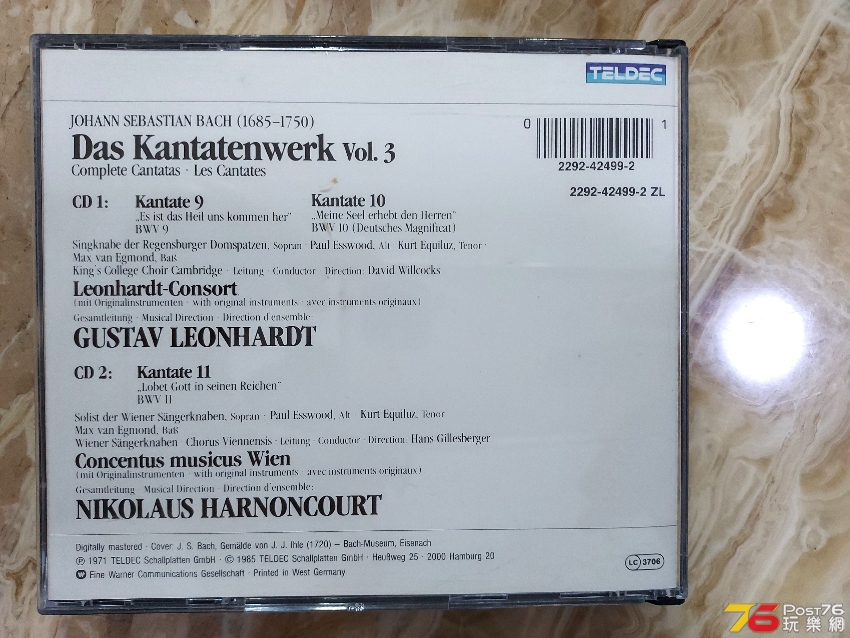 TELDEC
JOHANN SEBASTIAN BACH (1685–1750)
Das Kantatenwerk Vol. 3
Complete Cantatas · Les Cantates
0 1
2292-42499-2
2292-42499-2 ZL
CD 1: Kantate 9 Kantate 10
„Es ist das Heil uns kommen her" „Meine Seel erhebt den Herren"
BWV 9 BWV 10 (Deutsches Magnificat)
Singknabe der Regensburger Domspatzen, Sopran · Paul Esswood, Alt · Kurt Equiluz, Tenor ·
Max van Egmond, Baß
King's College Choir Cambridge · Leitung · Conductor · Direction: David Willcocks
Leonhardt-Consort
(mit Originalinstrumenten · with original instruments · avec instruments originaux)
Gesamtleitung · Musical Direction · Direction d'ensemble:
GUSTAV LEONHARDT
CD 2: Kantate 11
„Lobet Gott in seinen Reichen"
BWV 11
Solist der Wiener Sängerknaben, Sopran · Paul Esswood, Alt · Kurt Equiluz, Tenor
Max van Egmond, Baß
Wiener Sängerknaben · Chorus Viennensis · Leitung · Conductor · Direction: Hans Gillesberger
Concentus musicus Wien
(mit Originalinstrumenten · with original instruments · avec instruments originaux)
Gesamtleitung · Musical Direction · Direction d'ensemble:
NIKOLAUS HARNONCOURT
Digitally mastered · Cover: J. S. Bach, Gemälde von J. J. Ihle (1720) – Bach-Museum, Eisenach
℗ 1971 TELDEC Schallplatten GmbH · © 1985 TELDEC Schallplatten GmbH · Heußweg 25 · 2000 Hamburg 20
Fine Warner Communications Gesellschaft · Printed in West Germany
LC 3706
76 POST76
玩樂網